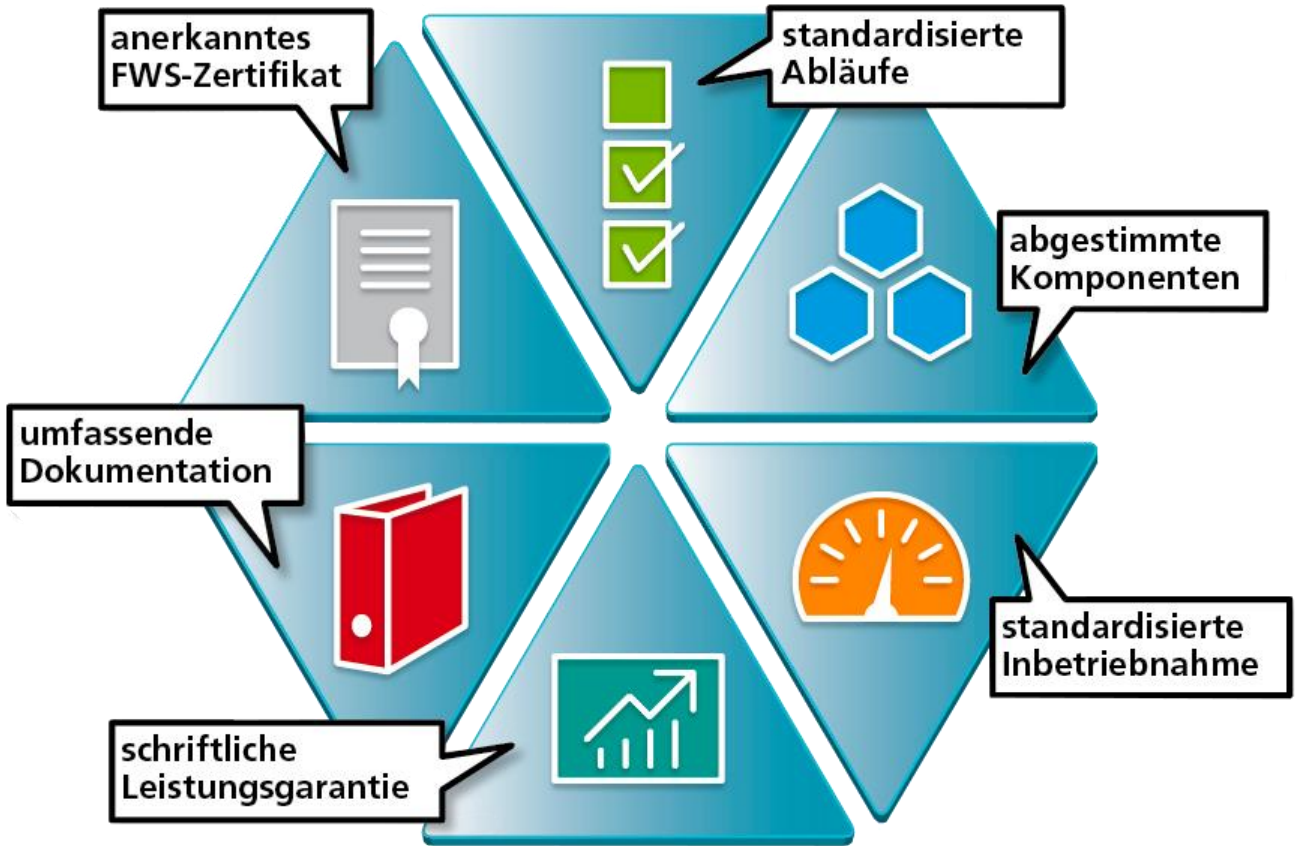 anerkanntes
FWS-Zertifikat
standardisierte
Abläufe
abgestimmte
Komponenten
umfassende
Dokumentation
standardisierte
Inbetriebnahme
schriftliche
Leistungsgarantie